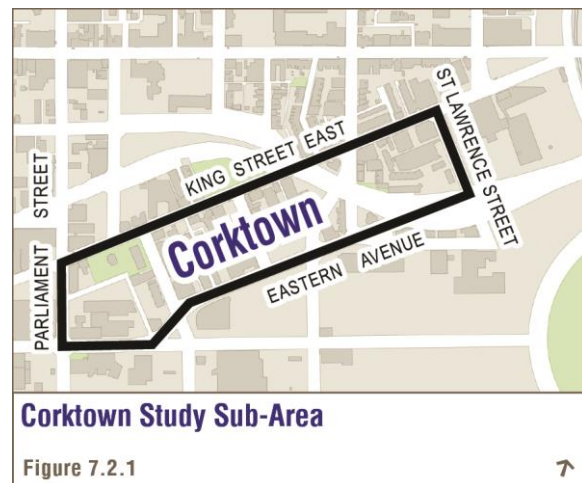 ST LAWRENCE STREET
KING STREET EAST
PARLIAMENT STREET
Corktown
EASTERN AVENUE
Corktown Study Sub-Area
Figure 7.2.1